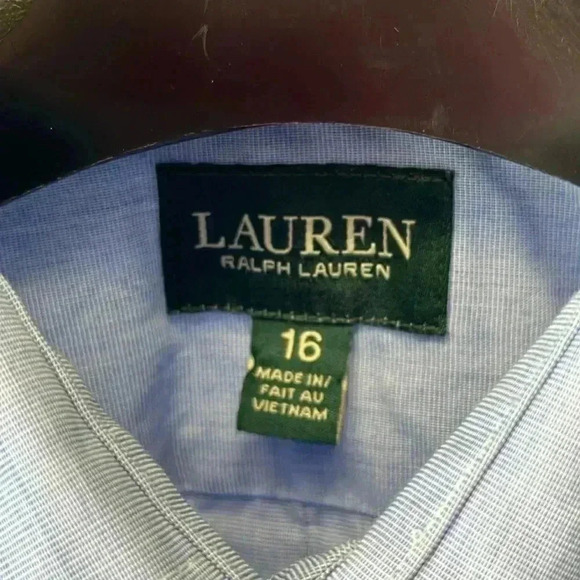 LAUREN
RALPH LAUREN
16
MADE IN/
FAIT AU
VIETNAM